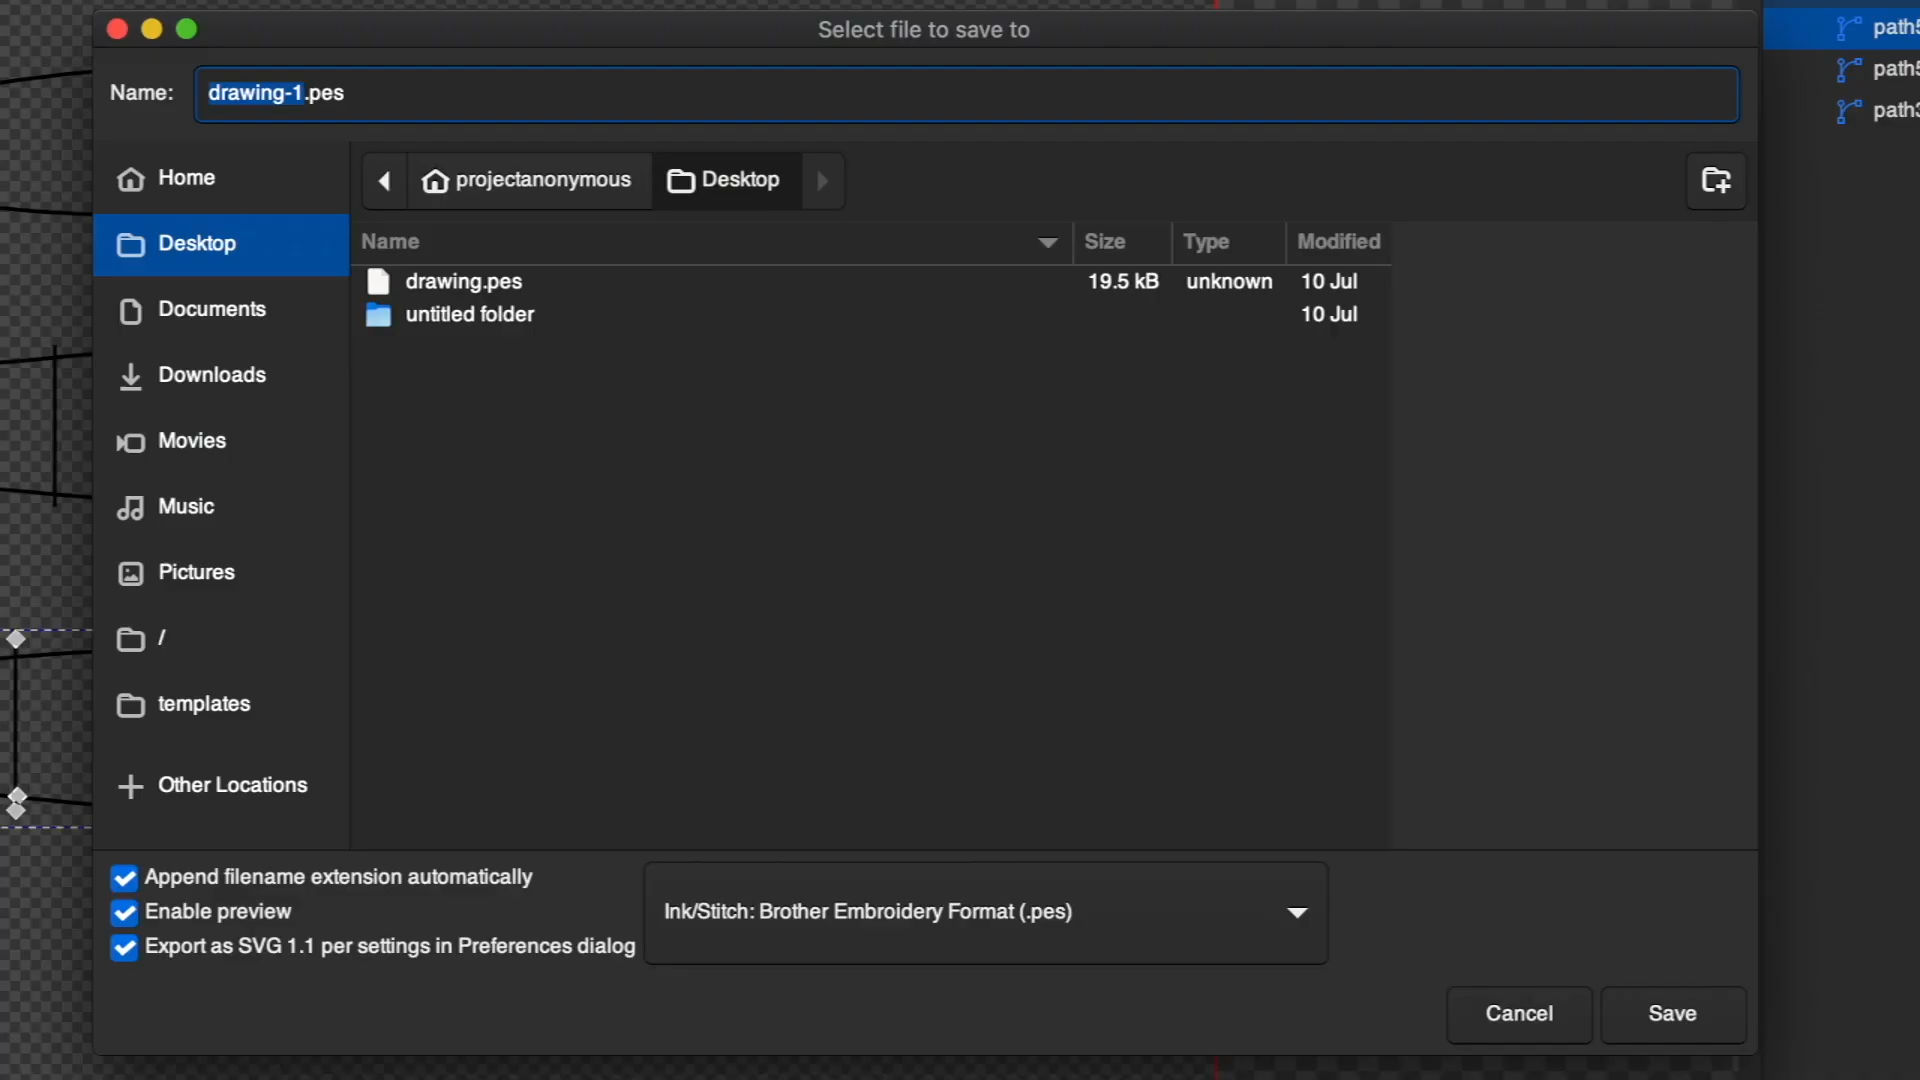 Select file to save to
Name: drawing-1.pes
Home
projectanonymous Desktop
Desktop
Documents
Downloads
Movies
Music
Pictures
/
templates
Other Locations
Name Size Type Modified
drawing.pes 19.5 kB unknown 10 Jul
untitled folder 10 Jul
Append filename extension automatically
Enable preview
Export as SVG 1.1 per settings in Preferences dialog
Ink/Stitch: Brother Embroidery Format (.pes)
Cancel Save
path5
path5
path3